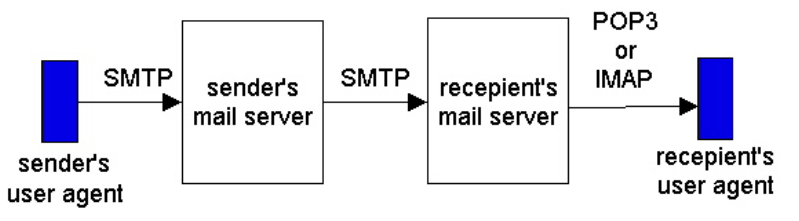 sender's
user agent
SMTP
sender's
mail server
SMTP
recepient's
mail server
POP3
or
IMAP
recepient's
user agent